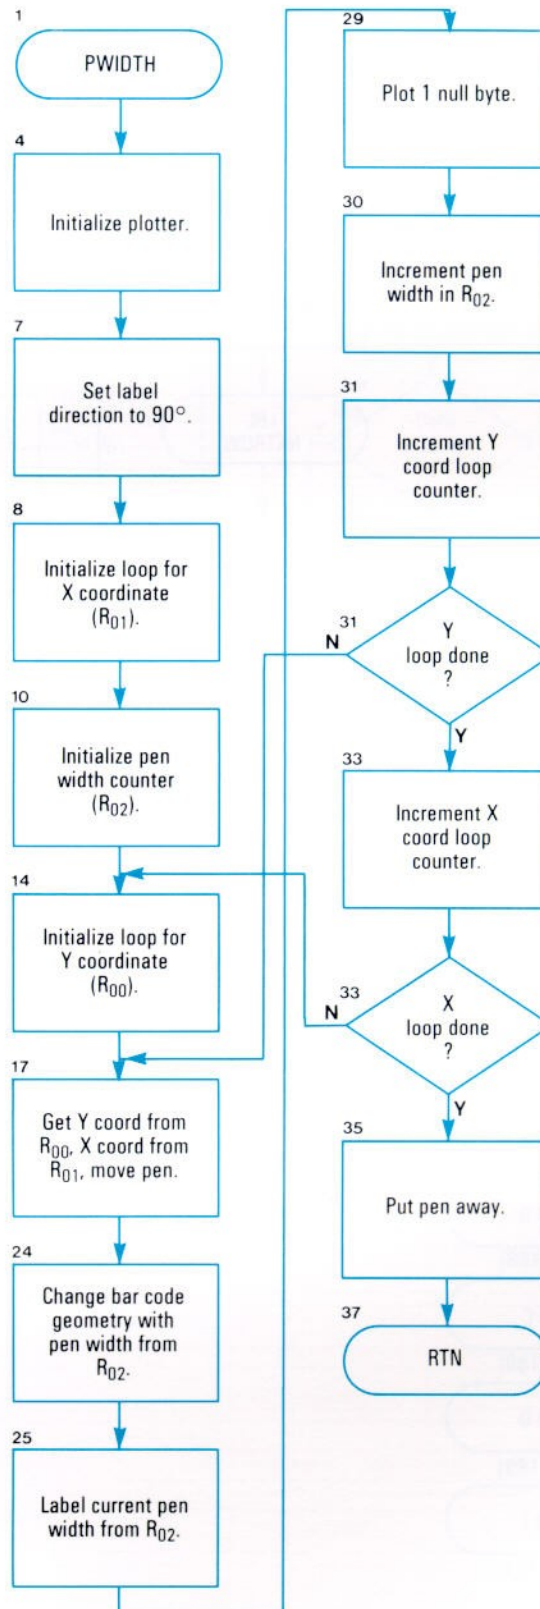 1
PWIDTH
4
Initialize plotter.
7
Set label
direction to 90°.
8
Initialize loop for
X coordinate
(R01).
10
Initialize pen
width counter
(R02).
14
Initialize loop for
Y coordinate
(R00).
17
Get Y coord from
R00, X coord from
R01, move pen.
24
Change bar code
geometry with
pen width from
R02.
25
Label current pen
width from R02.
29
Plot 1 null byte.
30
Increment pen
width in R02.
31
Increment Y
coord loop
counter.
31
N
Y
loop done
?
Y
33
Increment X
coord loop
counter.
33
N
X
loop done
?
Y
35
Put pen away.
37
RTN